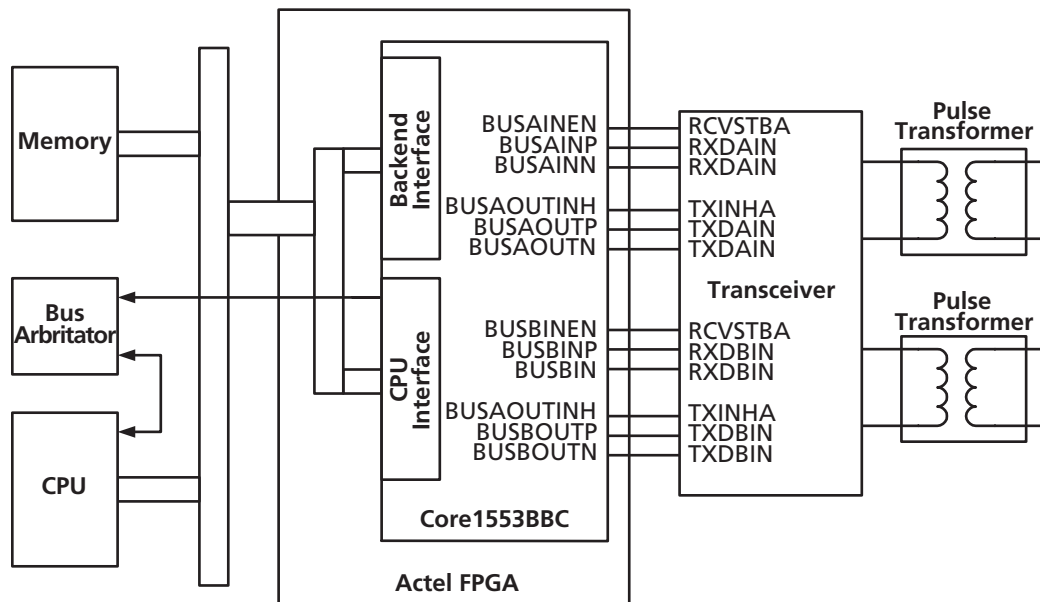 Memory
Bus
Arbritator
CPU
Backend
Interface
CPU
Interface
BUSAINEN
BUSAINP
BUSAINN
BUSAOUTINH
BUSAOUTP
BUSAOUTN
BUSBINEN
BUSBINP
BUSBIN
BUSAOUTINH
BUSBOUTP
BUSBOUTN
Core1553BBC
Actel FPGA
RCVSTBA
RXDAIN
RXDAIN
TXINHA
TXDAIN
TXDAIN
Transceiver
RCVSTBA
RXDBIN
RXDBIN
TXINHA
TXDBIN
TXDBIN
Pulse
Transformer
Pulse
Transformer